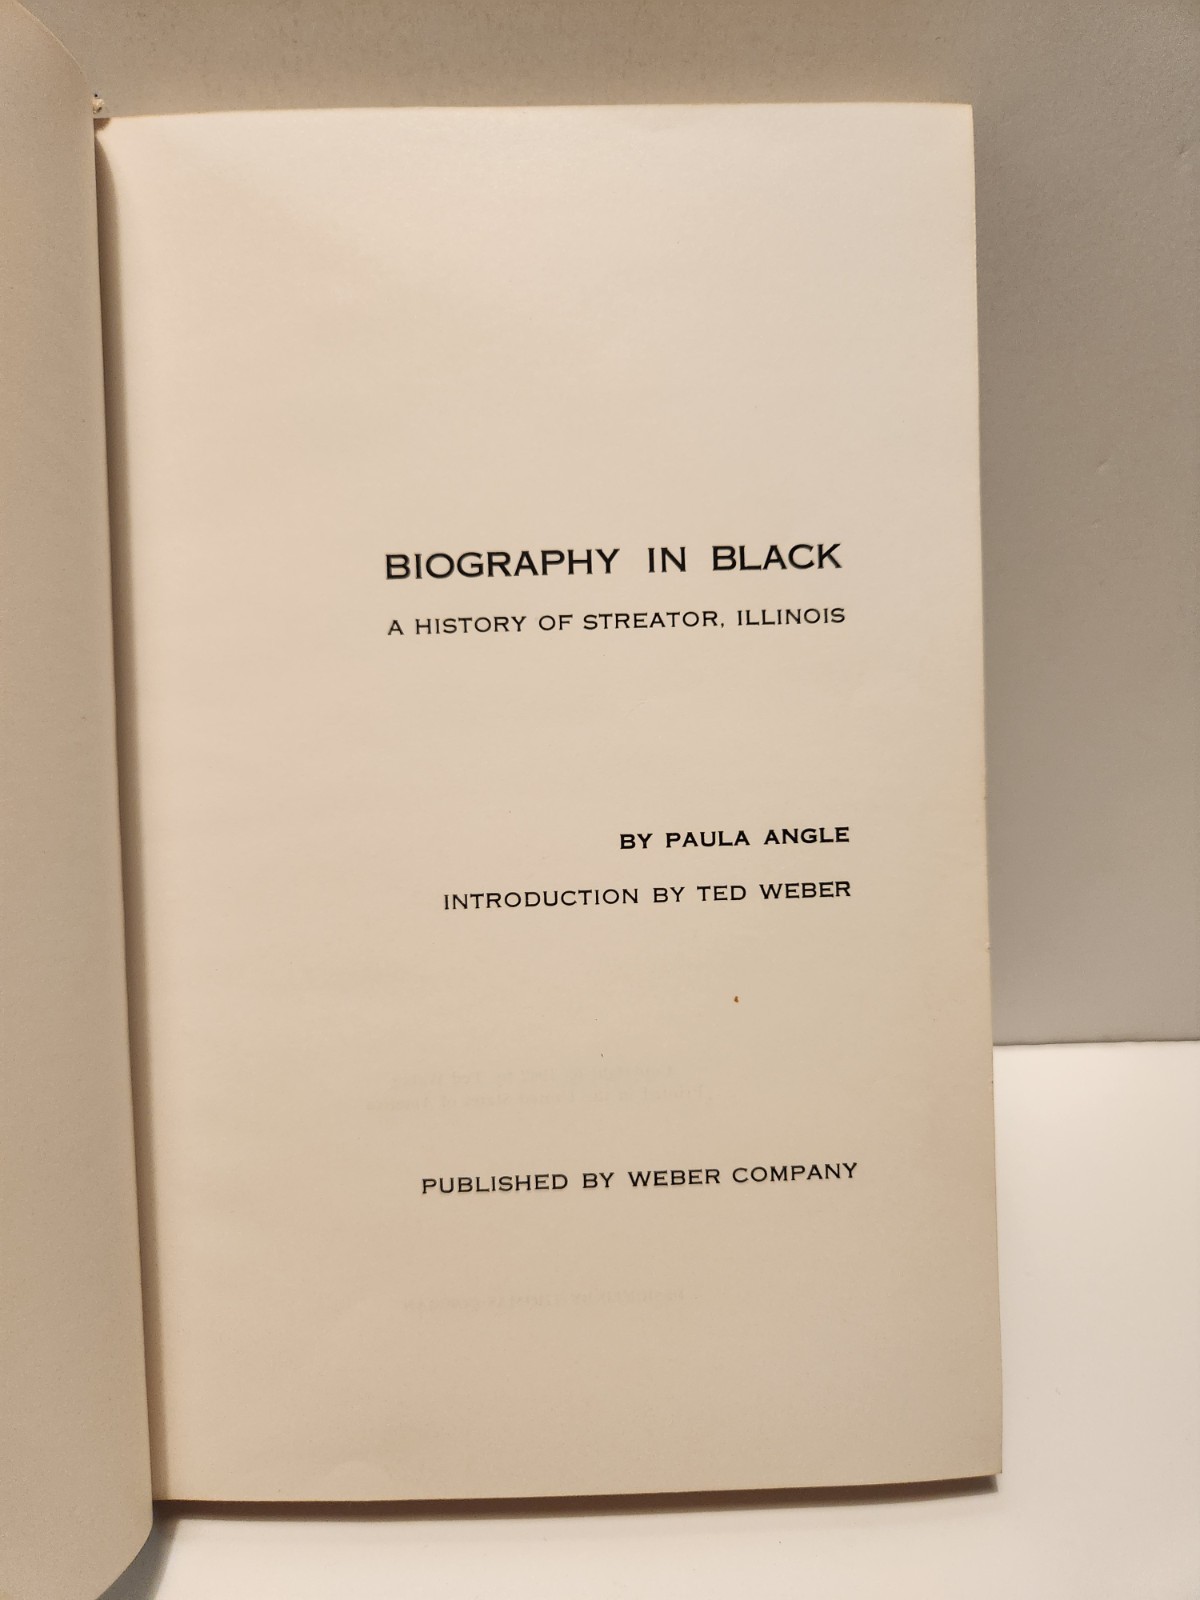 BIOGRAPHY IN BLACK
A HISTORY OF STREATOR, ILLINOIS
BY PAULA ANGLE
INTRODUCTION BY TED WEBER
PUBLISHED BY WEBER COMPANY